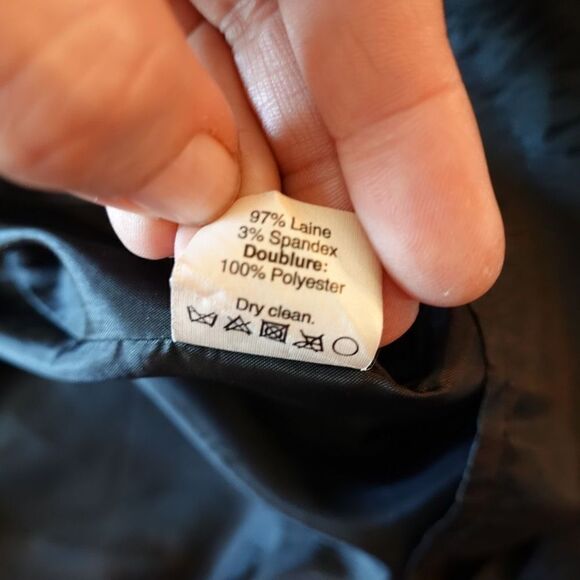 97% Laine
3% Spandex
Doublure:
100% Polyester
Dry clean.